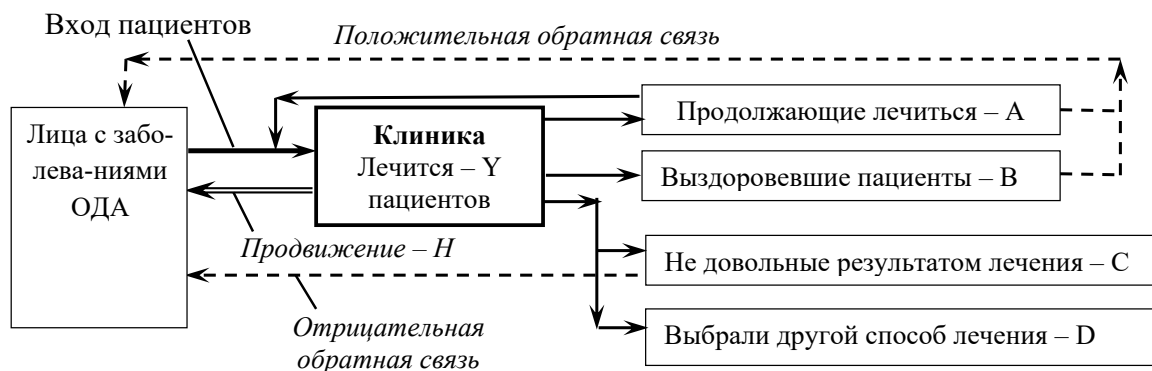 Вход пациентов
Положительная обратная связь
Лица с забо-
лева-ниями
ОДА
Клиника
Лечится – Y
пациентов
Продолжающие лечиться – A
Выздоровевшие пациенты – B
Продвижение – H
Не довольные результатом лечения – C
Отрицательная
обратная связь
Выбрали другой способ лечения – D